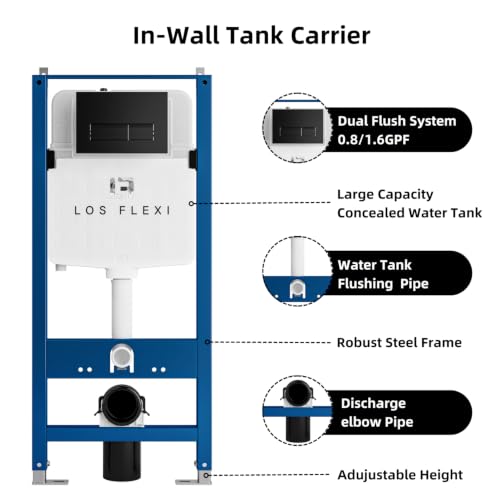 In-Wall Tank Carrier
Dual Flush System
0.8/1.6GPF
Large Capacity
Concealed Water Tank
LOS FLEXI
Water Tank
Flushing Pipe
Robust Steel Frame
Discharge
elbow Pipe
Adujustable Height